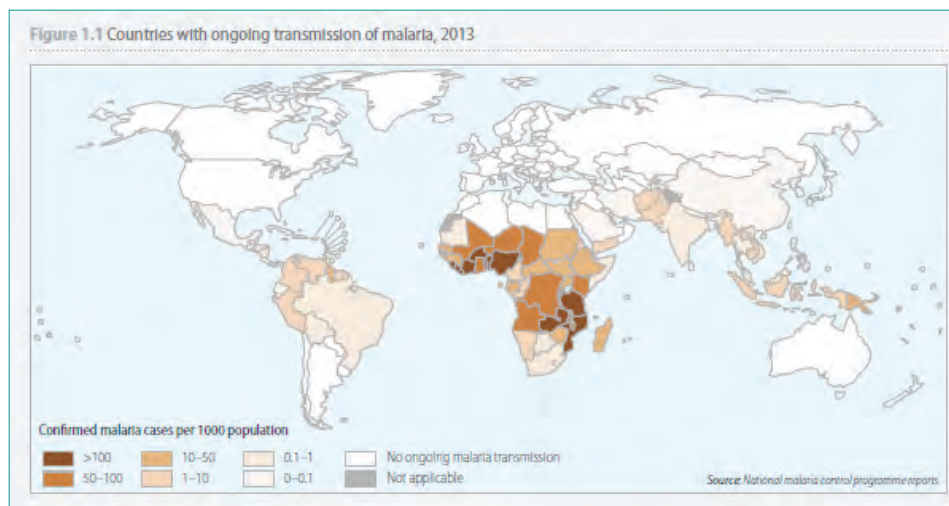 Figure 1.1 Countries with ongoing transmission of malaria, 2013
Confirmed malaria cases per 1000 population
>100
10–50
0.1–1
No ongoing malaria transmission
50–100
1–10
0–0.1
Not applicable
Source: National malaria control programme reports